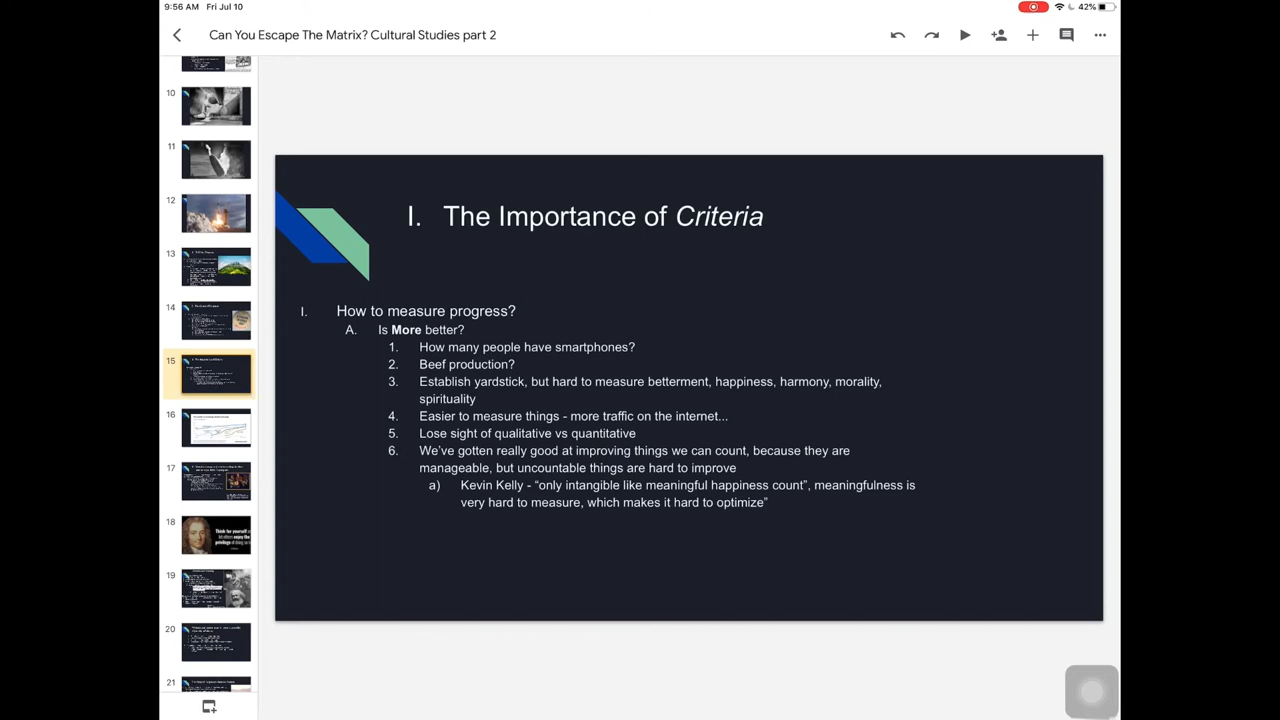 9:56 AM Fri Jul 10
42%
Can You Escape The Matrix? Cultural Studies part 2
10
11
12
13
14
15
16
17
18
19
20
21
Think for yourself
enjoy the
privilege
I. The Importance of Criteria
I. How to measure progress?
A. Is More better?
1. How many people have smartphones?
2. Beef production?
3. Establish yardstick, but hard to measure betterment, happiness, harmony, morality,
spirituality
4. Easier to measure things - more traffic on the internet...
5. Lose sight of qualitative vs quantitative
6. We've gotten really good at improving things we can count, because they are
manageable, but uncountable things are hard to improve
a) Kevin Kelly - “only intangible like meaningful happiness count”, meaningfulness is
very hard to measure, which makes it hard to optimize”